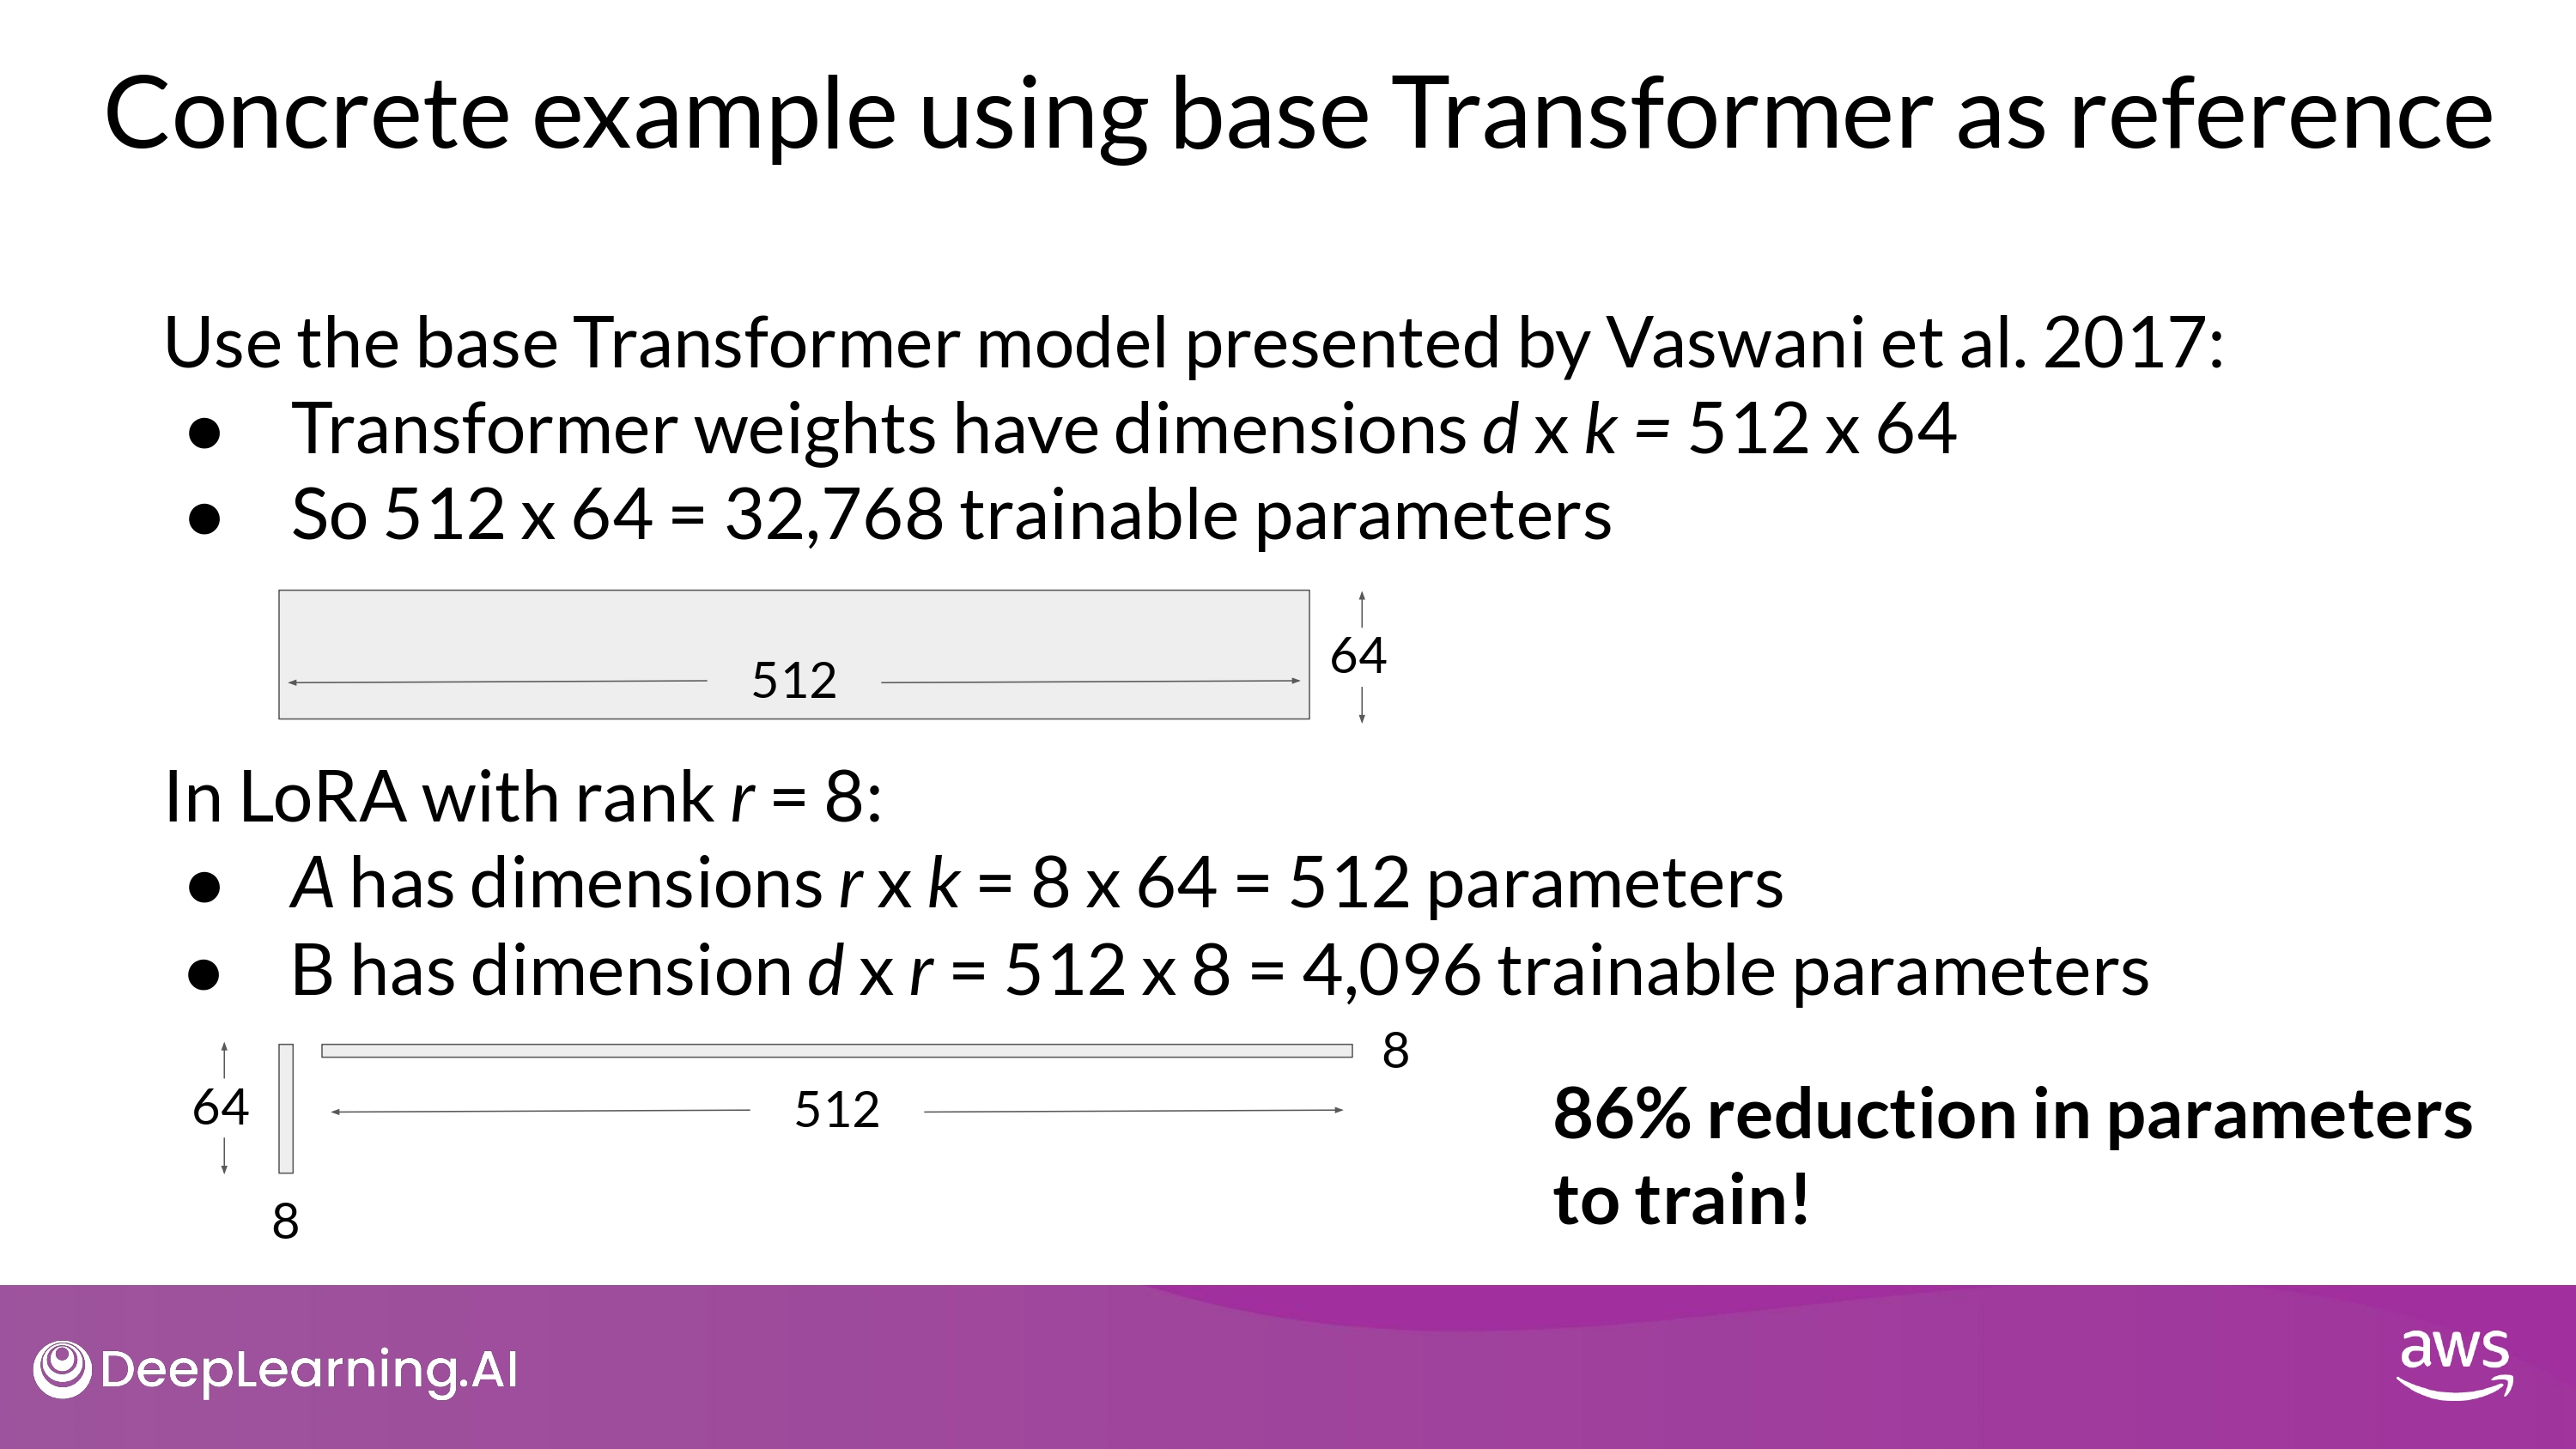 Concrete example using base Transformer as reference
Use the base Transformer model presented by Vaswani et al. 2017:
● Transformer weights have dimensions d x k = 512 x 64
● So 512 x 64 = 32,768 trainable parameters
512
64
In LoRA with rank r = 8:
● A has dimensions r x k = 8 x 64 = 512 parameters
● B has dimension d x r = 512 x 8 = 4,096 trainable parameters
64
8
512
8
86% reduction in parameters
to train!
DeepLearning.AI
aws